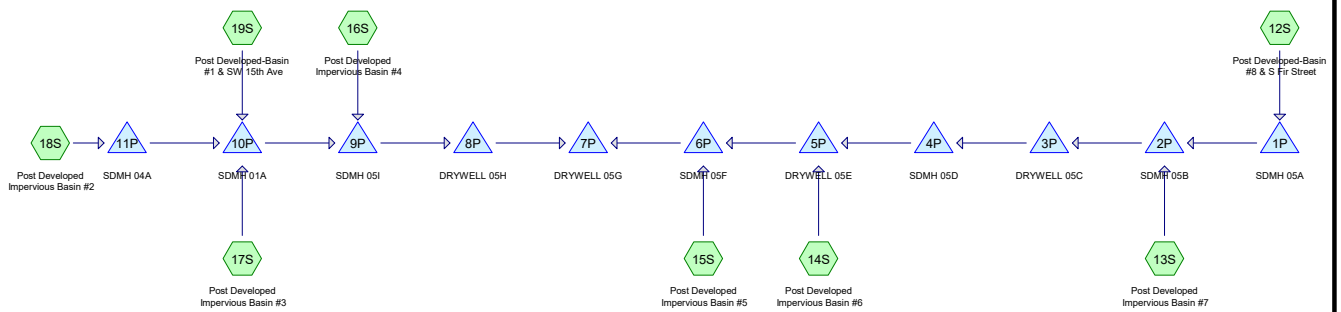 19S
16S
12S
Post Developed-Basin
#1 & SW 15th Ave
Post Developed
Impervious Basin #4
Post Developed-Basin
#8 & S Fir Street
18S
11P
10P
9P
8P
7P
6P
5P
4P
3P
2P
1P
Post Developed
Impervious Basin #2
SDMH 04A
SDMH 01A
SDMH 05I
DRYWELL 05H
DRYWELL 05G
SDMH 05F
DRYWELL 05E
SDMH 05D
DRYWELL 05C
SDMH 05B
SDMH 05A
17S
15S
14S
13S
Post Developed
Impervious Basin #3
Post Developed
Impervious Basin #5
Post Developed
Impervious Basin #6
Post Developed
Impervious Basin #7